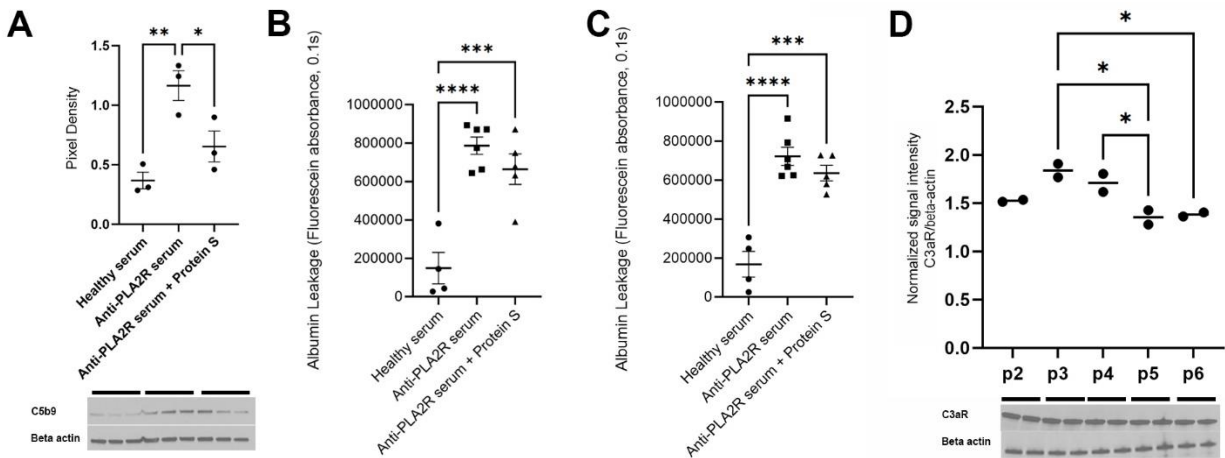 A
**
*
1.5
1.0
0.5
0.0
Pixel Density
Healthy serum
Anti-PLA2R serum
Anti-PLA2R serum + Protein S
C5b9
Beta actin
B
***
****
1000000
800000
600000
400000
200000
0
Albumin Leakage (Fluorescein absorbance, 0.1s)
Healthy serum
Anti-PLA2R serum
Anti-PLA2R serum + Protein S
C
***
****
1000000
800000
600000
400000
200000
0
Albumin Leakage (Fluorescein absorbance, 0.1s)
Healthy serum
Anti-PLA2R serum
Anti-PLA2R serum + Protein S
D
*
*
*
2.5
2.0
1.5
1.0
0.5
0.0
Normalized signal intensity
C3aR/beta-actin
p2 p3 p4 p5 p6
C3aR
Beta actin